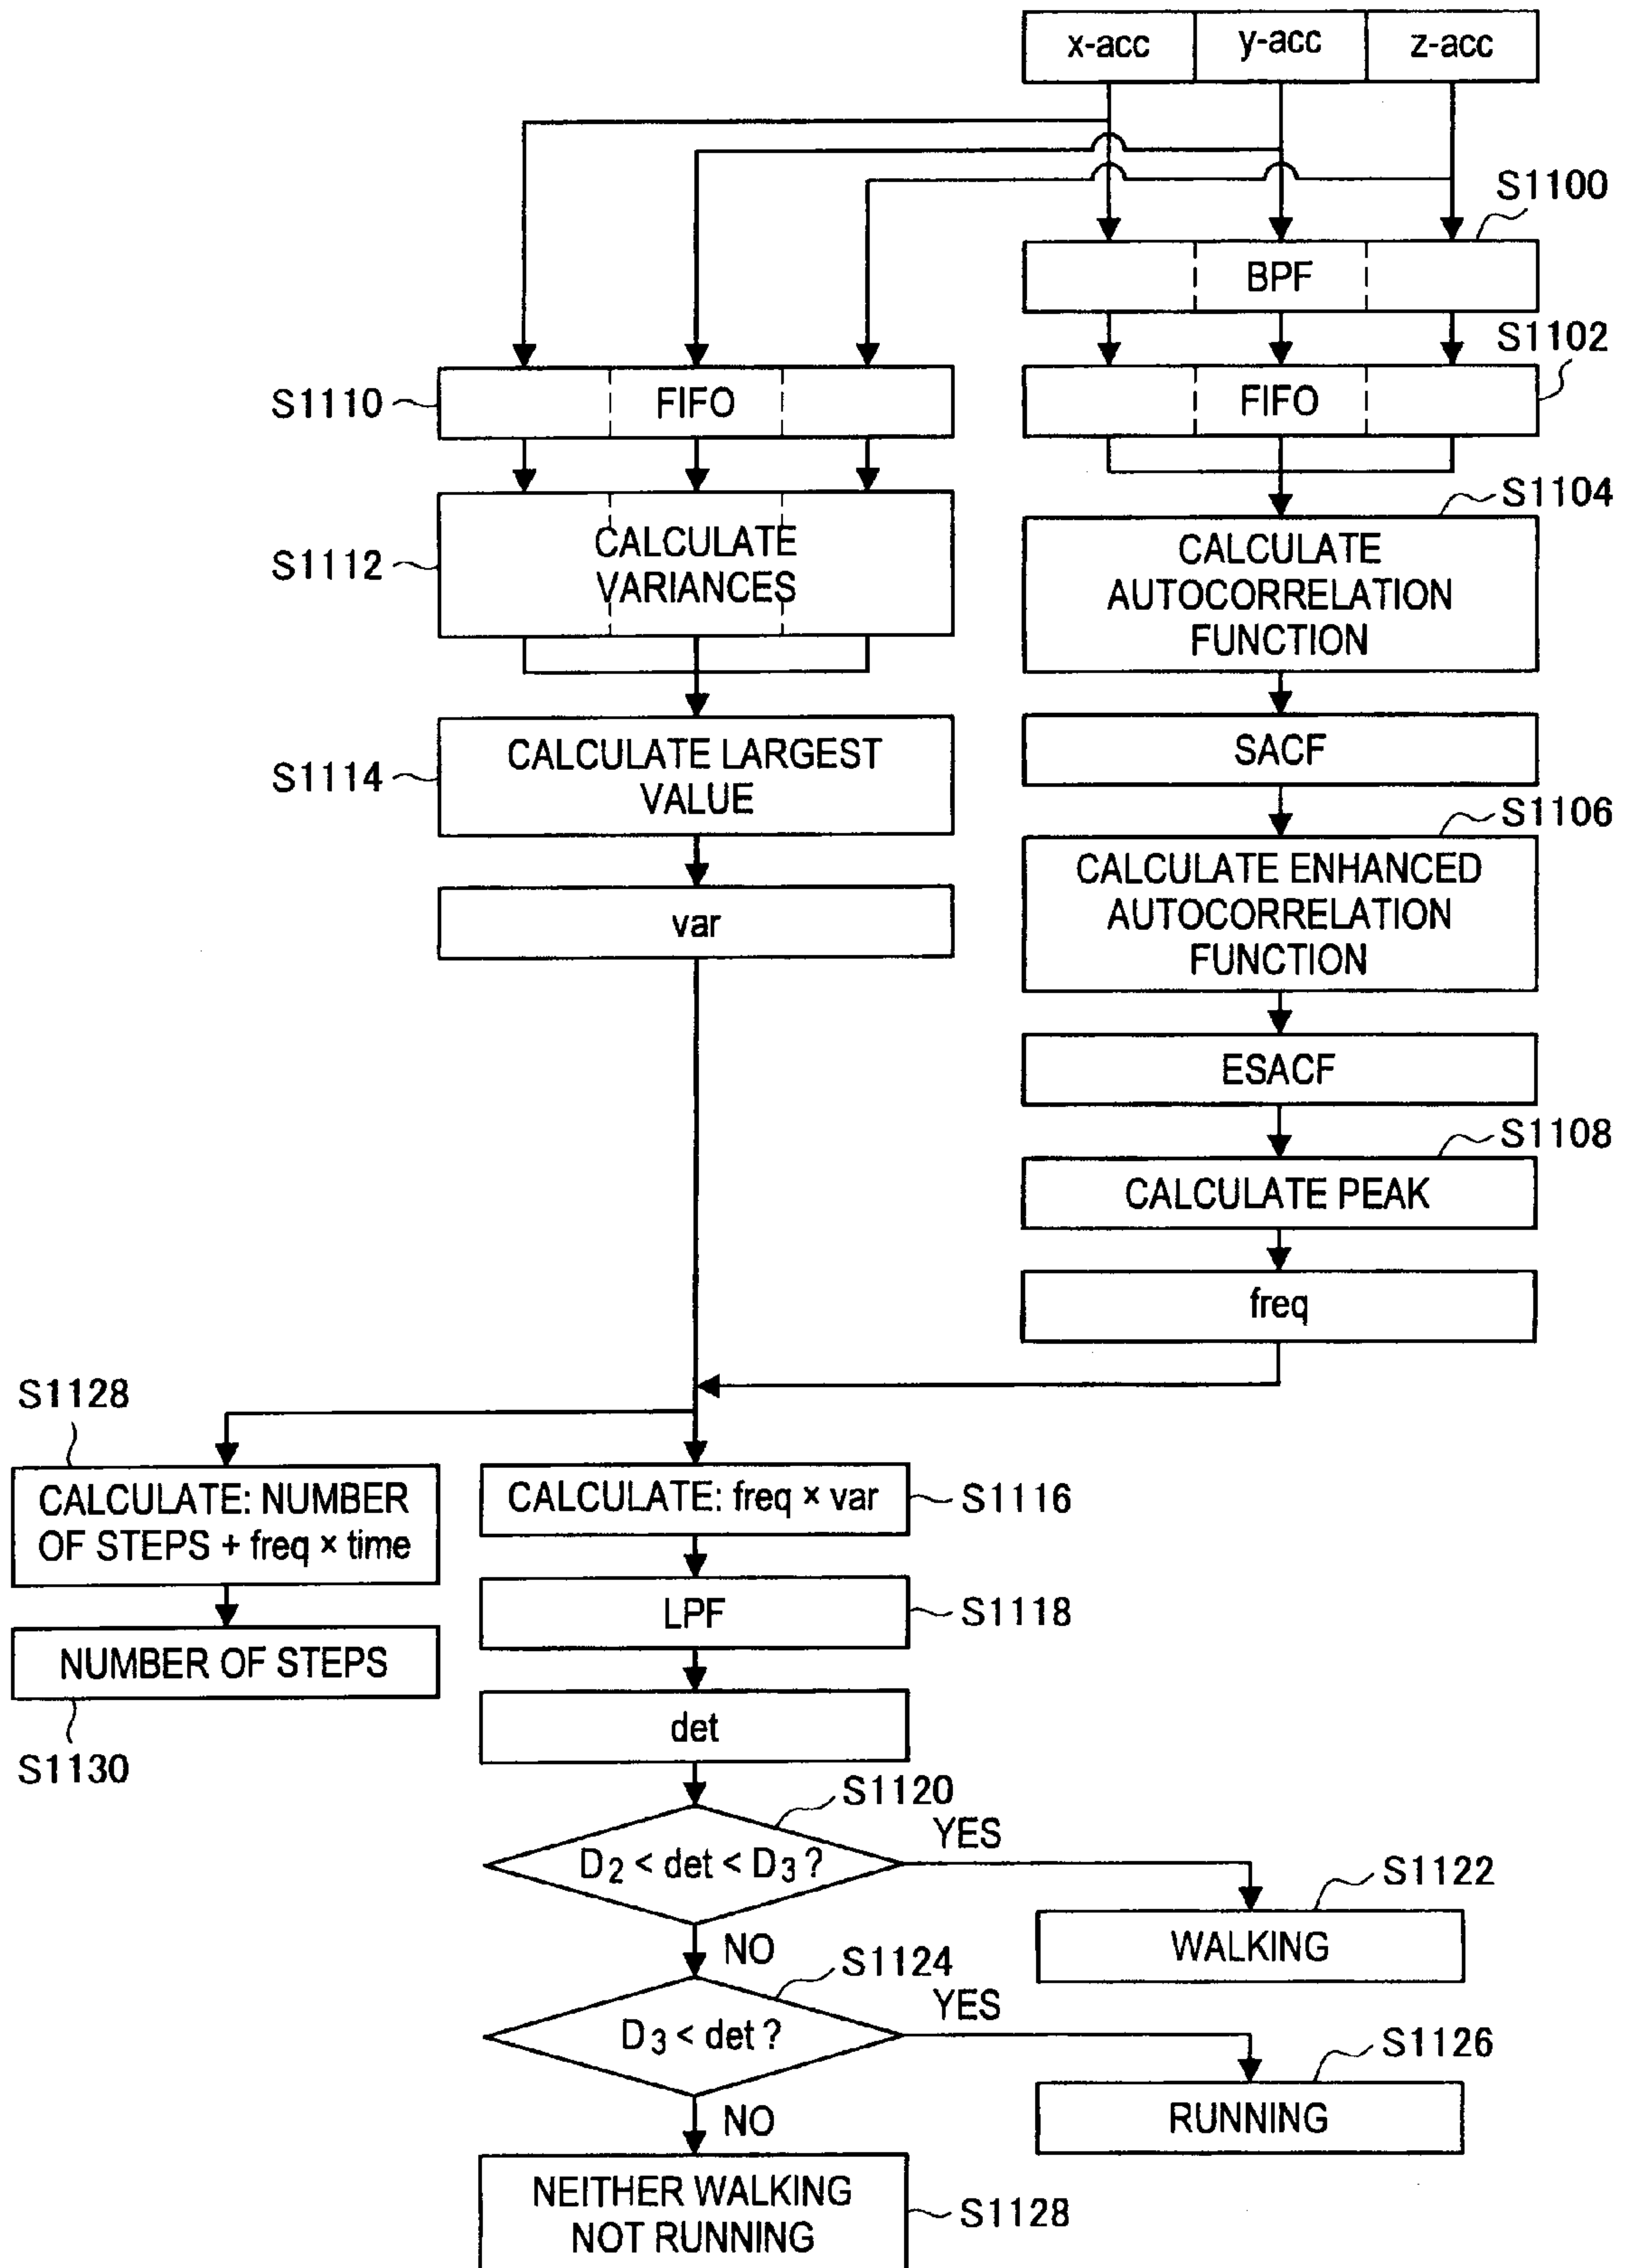 x-acc y-acc z-acc
S1100
BPF
S1102
S1110
FIFO
FIFO
S1104
S1112
CALCULATE
VARIANCES
CALCULATE
AUTOCORRELATION
FUNCTION
S1114
CALCULATE LARGEST
VALUE
SACF
S1106
var
CALCULATE ENHANCED
AUTOCORRELATION
FUNCTION
ESACF
S1108
CALCULATE PEAK
freq
S1128
CALCULATE: NUMBER
OF STEPS + freq × time
CALCULATE: freq × var
S1116
LPF
S1118
NUMBER OF STEPS
S1130
det
S1120
D2 < det < D3 ?
YES
S1122
WALKING
NO
S1124
D3 < det ?
YES
S1126
RUNNING
NO
NEITHER WALKING
NOT RUNNING
S1128